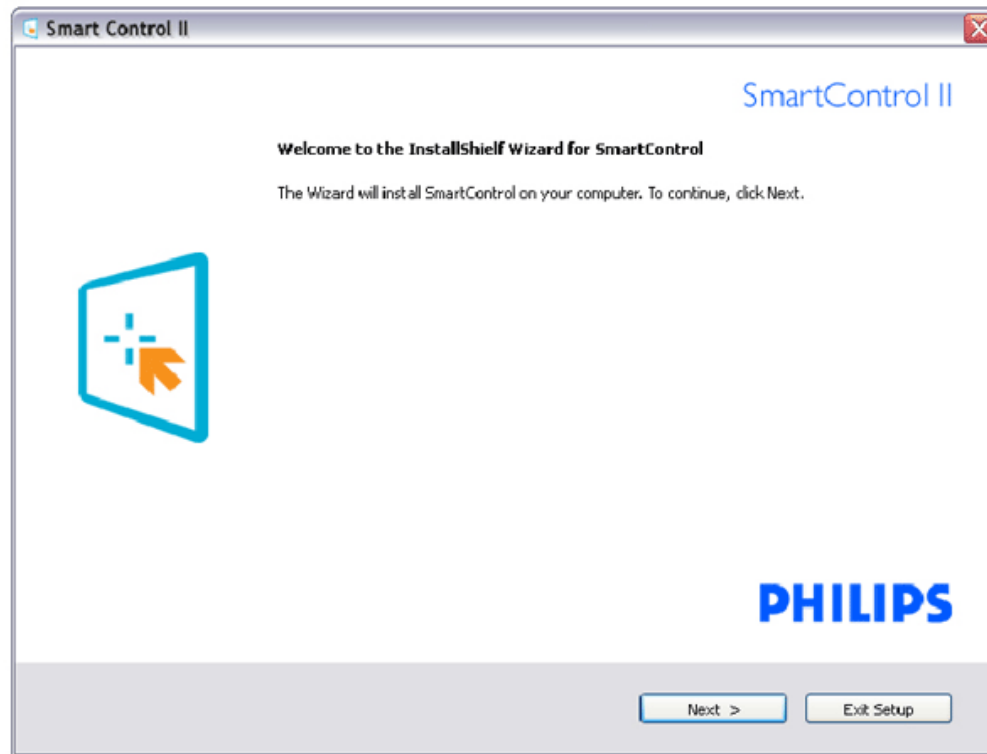 Smart Control II
SmartControl II
Welcome to the InstallShielf Wizard for SmartControl
The Wizard will install SmartControl on your computer. To continue, click Next.
PHILIPS
Next >
Exit Setup